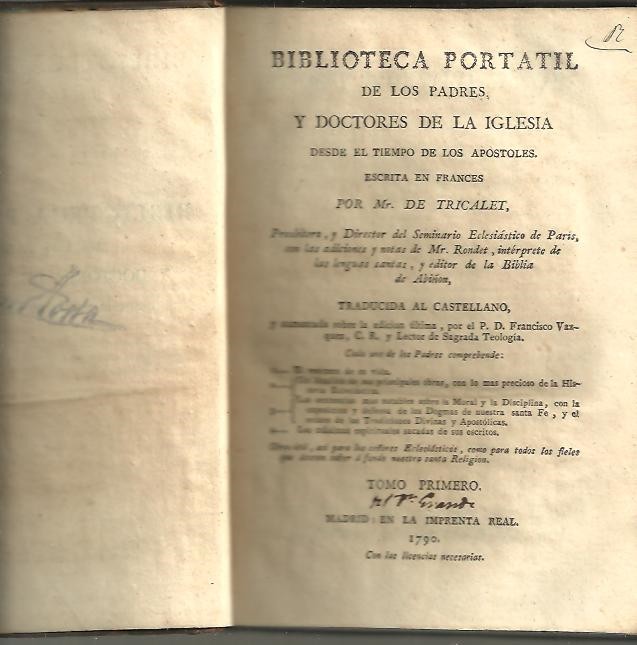 BIBLIOTECA PORTATIL
DE LOS PADRES,
Y DOCTORES DE LA IGLESIA
DESDE EL TIEMPO DE LOS APOSTOLES.
ESCRITA EN FRANCES
POR Mr. DE TRICALET,
Presbítero, y Director del Seminario Eclesiástico de Paris,
con las adiciones y notas de Mr. Rondet, intérprete de
las lenguas santas, y editor de la Biblia
de Abiñon,
TRADUCIDA AL CASTELLANO,
y aumentada sobre la edicion última, por el P. D. Francisco Vaz-
quez, C. R. y Lector de Sagrada Teología.
Cada uno de los Padres comprehende:
El resumen de su vida.
de sus principales obras, con lo mas precioso de la His-
toria
Las sentencias mas notables sobre la Moral y la Disciplina, con la
exposicion y defensa de los Dogmas de nuestra santa Fe, y el
de las Tradiciones Divinas y Apostólicas.
Las máximas espirituales sacadas de sus escritos.
así para los señores Eclesiásticos, como para todos los fieles
que deseen saber á fondo nuestra santa Religion.
TOMO PRIMERO.
MADRID: EN LA IMPRENTA REAL.
1790.
Con las licencias necesarias.